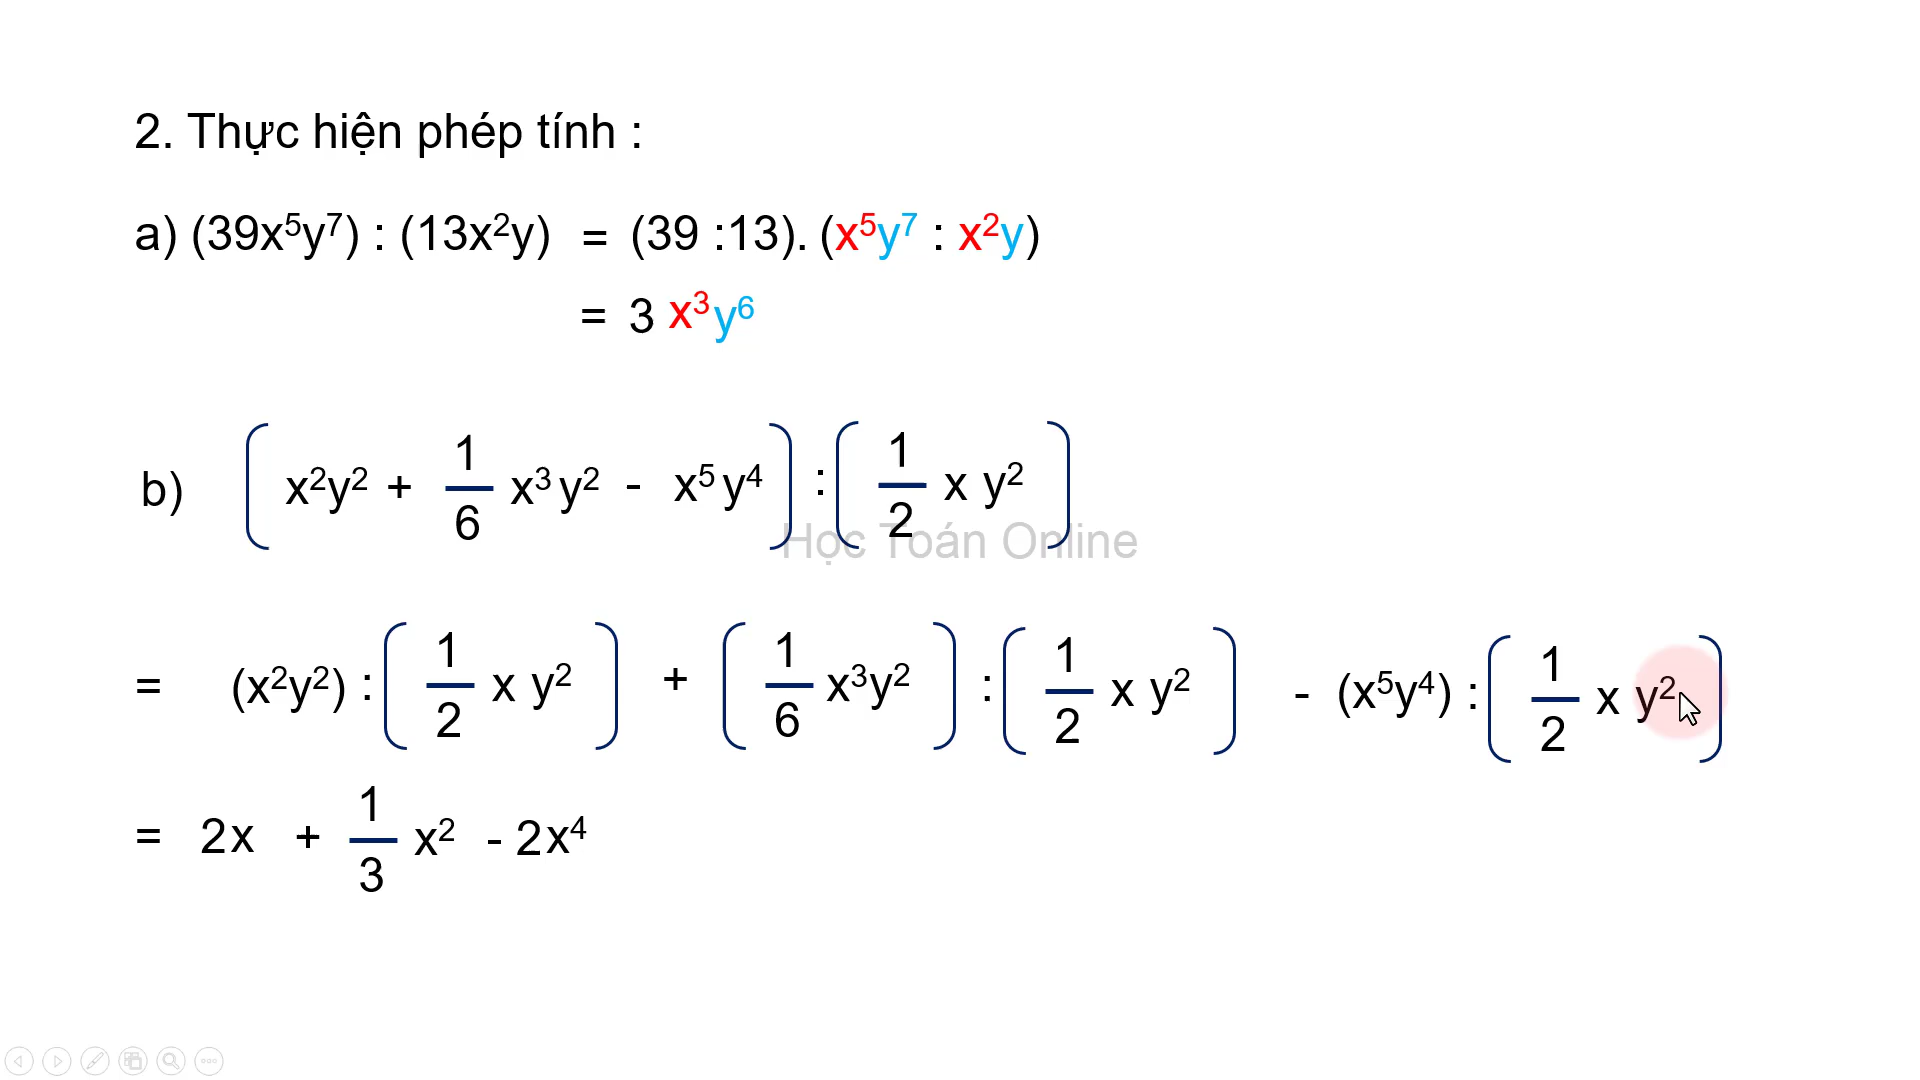 2. Thực hiện phép tính :
a) (39x⁵y⁷) : (13x²y) = (39 :13). (x⁵y⁷ : x²y)
= 3 x³y⁶
b) ( x²y² + 1/6 x³y² - x⁵y⁴ ) : ( 1/2 x y² )
Học Toán Online
= (x²y²) : ( 1/2 x y² ) + ( 1/6 x³y² ) : ( 1/2 x y² ) - (x⁵y⁴) : ( 1/2 x y² )
= 2x + 1/3 x² - 2x⁴